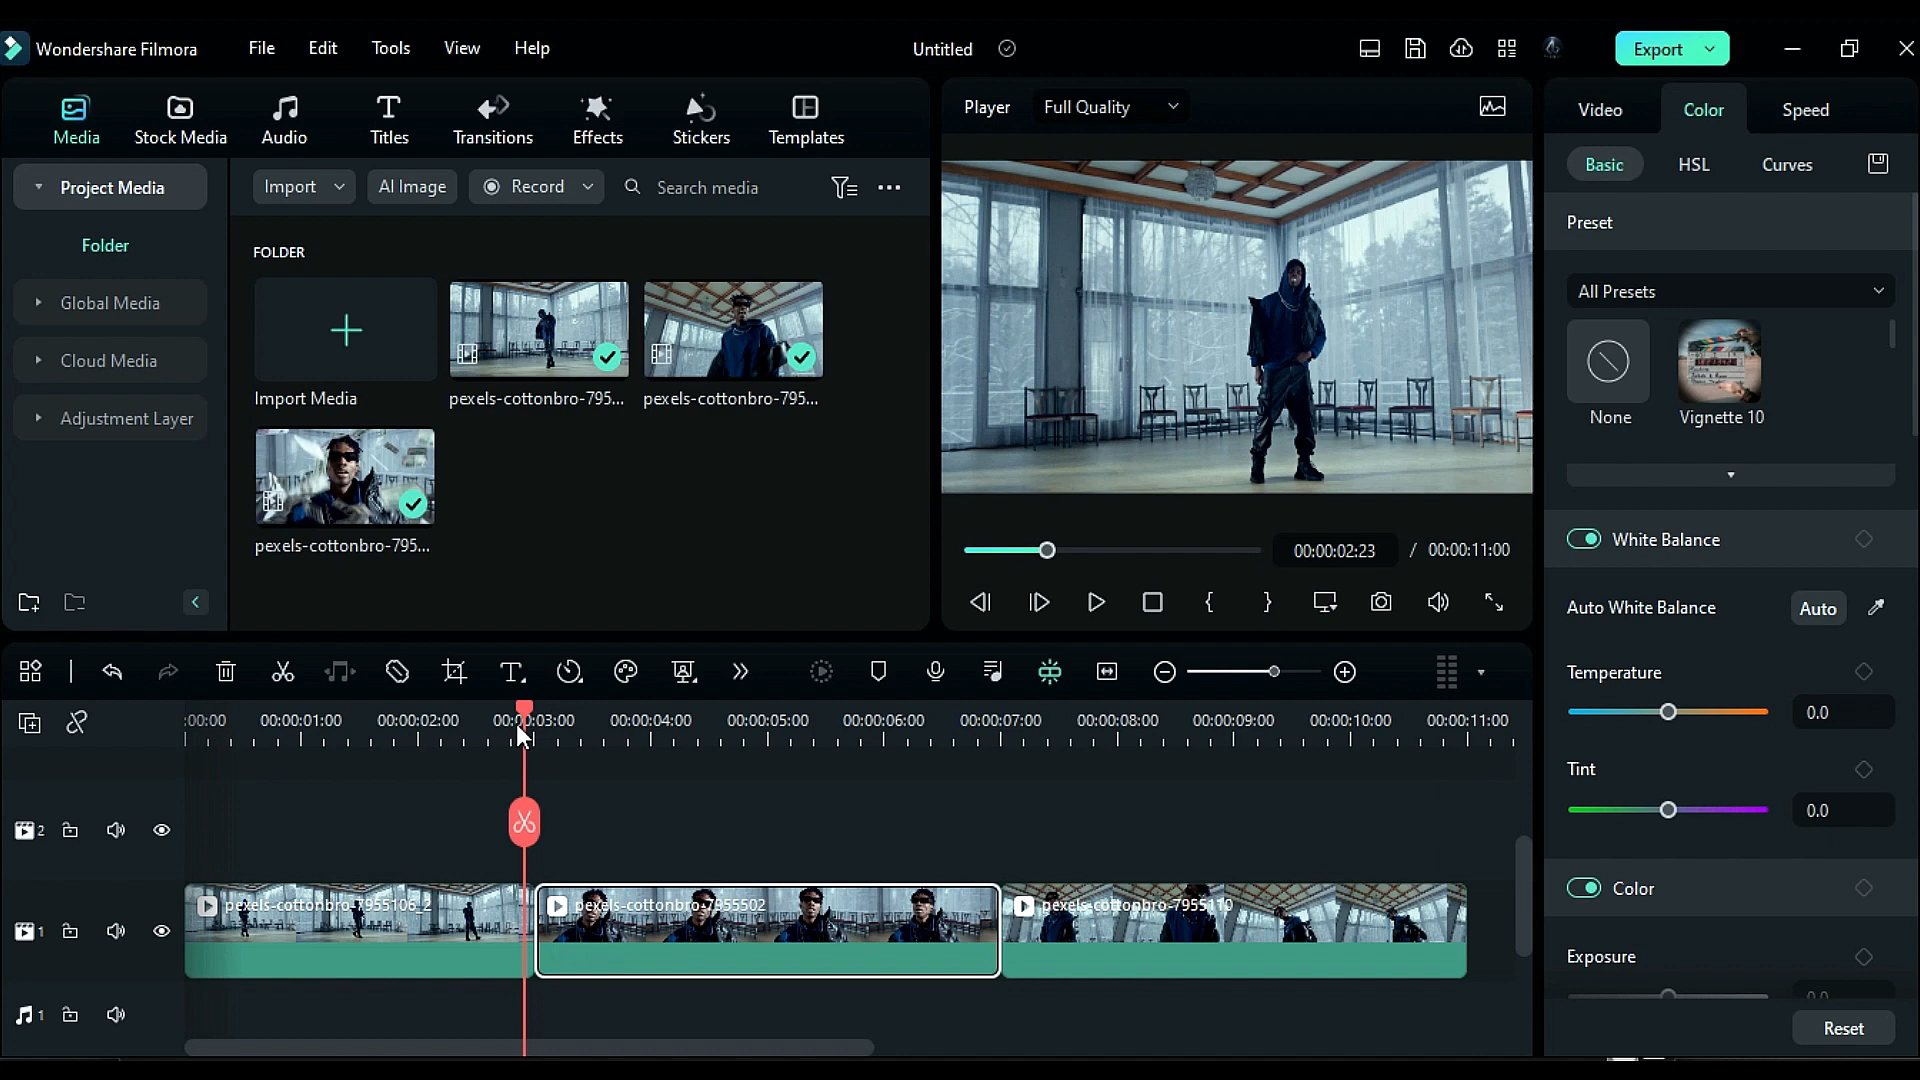 Wondershare Filmora File Edit Tools View Help Untitled Export
Media Stock Media Audio Titles Transitions Effects Stickers Templates
Project Media
Folder
Global Media
Cloud Media
Adjustment Layer
Import AI Image Record Search media
FOLDER
Import Media pexels-cottonbro-795... pexels-cottonbro-795...
pexels-cottonbro-795...
Player Full Quality
00:00:02:23 / 00:00:11:00
Video Color Speed
Basic HSL Curves
Preset
All Presets
None Vignette 10
White Balance
Auto White Balance Auto
Temperature
0.0
Tint
0.0
Color
Exposure
0.0
Reset
:00:00 00:00:01:00 00:00:02:00 00:00:03:00 00:00:04:00 00:00:05:00 00:00:06:00 00:00:07:00 00:00:08:00 00:00:09:00 00:00:10:00 00:00:11:00
2
pexels-cottonbro-7955106_2 pexels-cottonbro-7955502 pexels-cottonbro-7955110
1
1